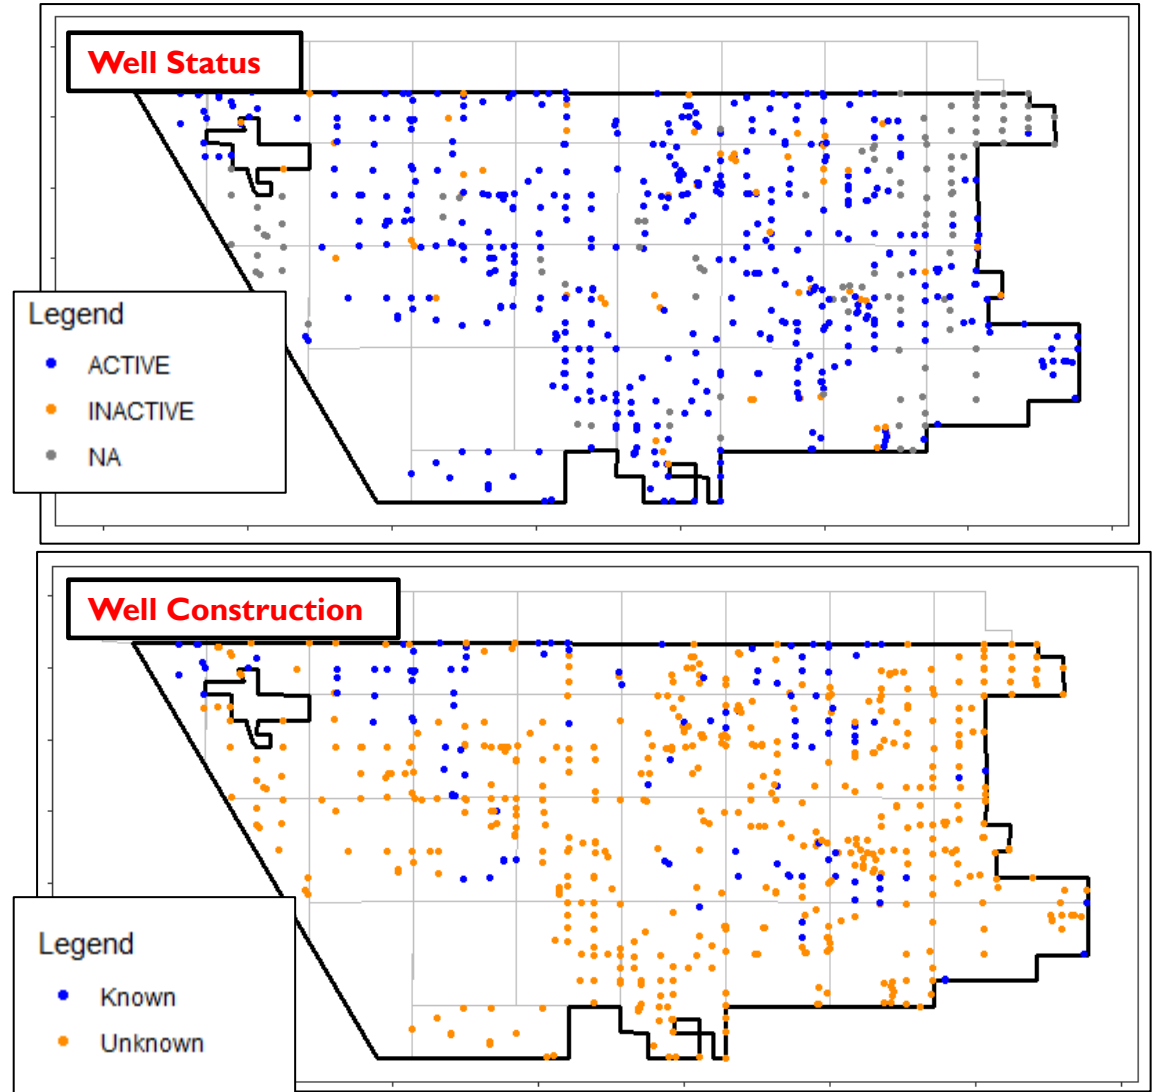 Well Status
Legend
ACTIVE
INACTIVE
NA
Well Construction
Legend
Known
Unknown